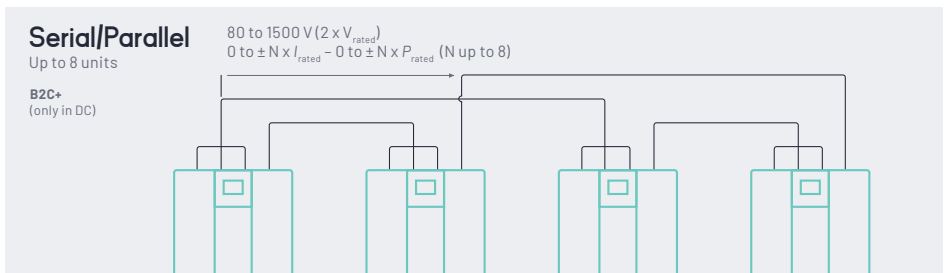 Serial/Parallel
Up to 8 units
B2C+
(only in DC)
80 to 1500 V (2 x Vrated)
0 to ± N x Irated – 0 to ± N x Prated (N up to 8)